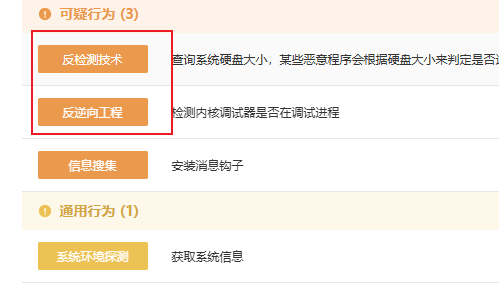 可疑行为 (3)
反检测技术 查询系统硬盘大小，某些恶意程序会根据硬盘大小来判定是否
反逆向工程 检测内核调试器是否在调试进程
信息搜集 安装消息钩子
通用行为 (1)
系统环境探测 获取系统信息